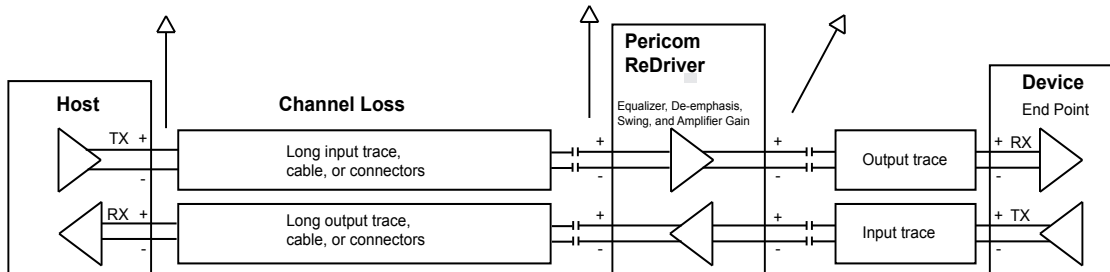 Pericom
ReDriver
Host
Channel Loss
Device
Equalizer, De-emphasis,
Swing, and Amplifier Gain
End Point
TX + + + + RX
Long input trace,
cable, or connectors
Output trace
- - - -
RX + + + + TX
Long output trace,
cable, or connectors
Input trace
- - - -